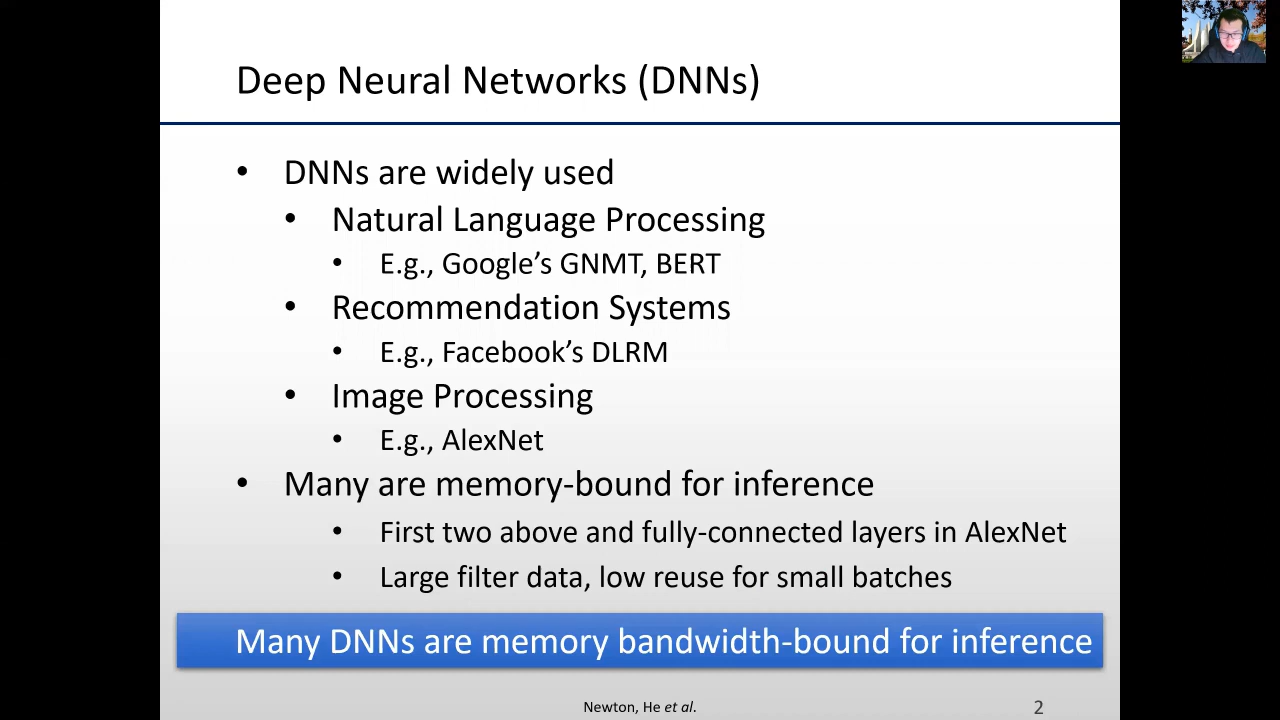 Deep Neural Networks (DNNs)
• DNNs are widely used
• Natural Language Processing
• E.g., Google’s GNMT, BERT
• Recommendation Systems
• E.g., Facebook’s DLRM
• Image Processing
• E.g., AlexNet
• Many are memory-bound for inference
• First two above and fully-connected layers in AlexNet
• Large filter data, low reuse for small batches
Many DNNs are memory bandwidth-bound for inference
Newton, He et al.
2